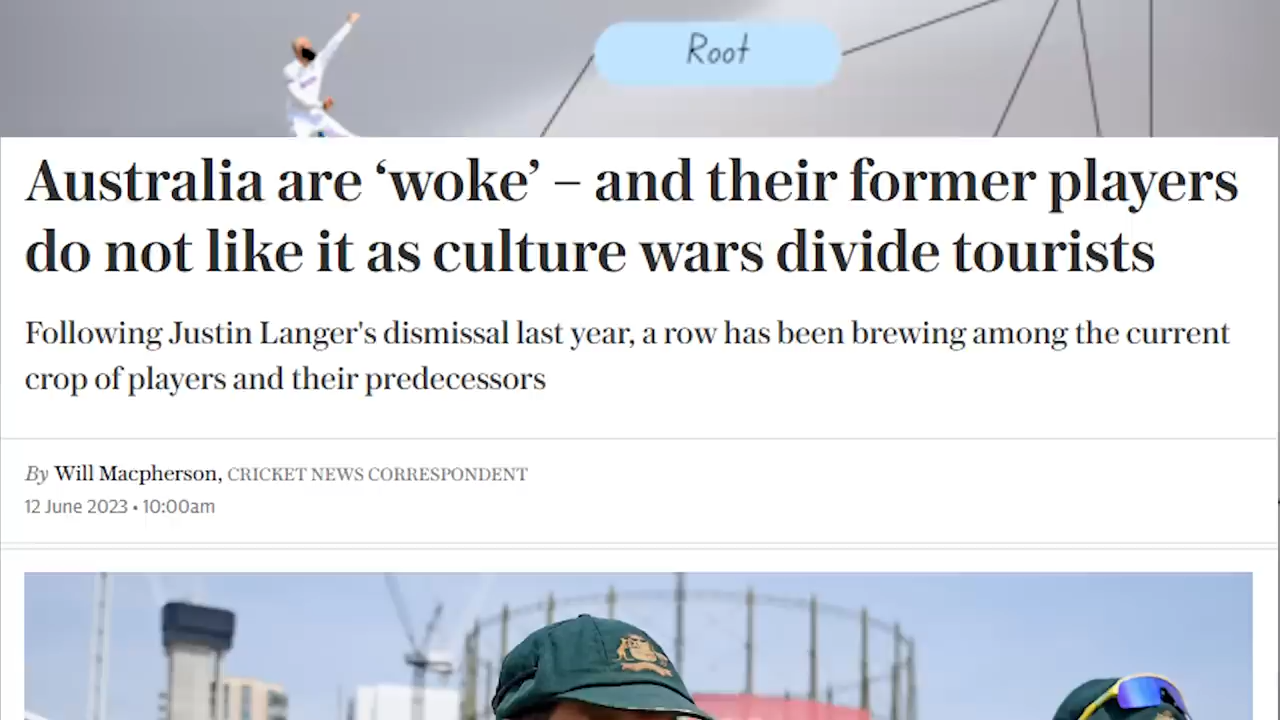 Root
Australia are ‘woke’ – and their former players
do not like it as culture wars divide tourists
Following Justin Langer's dismissal last year, a row has been brewing among the current
crop of players and their predecessors
By Will Macpherson, CRICKET NEWS CORRESPONDENT
12 June 2023 • 10:00am